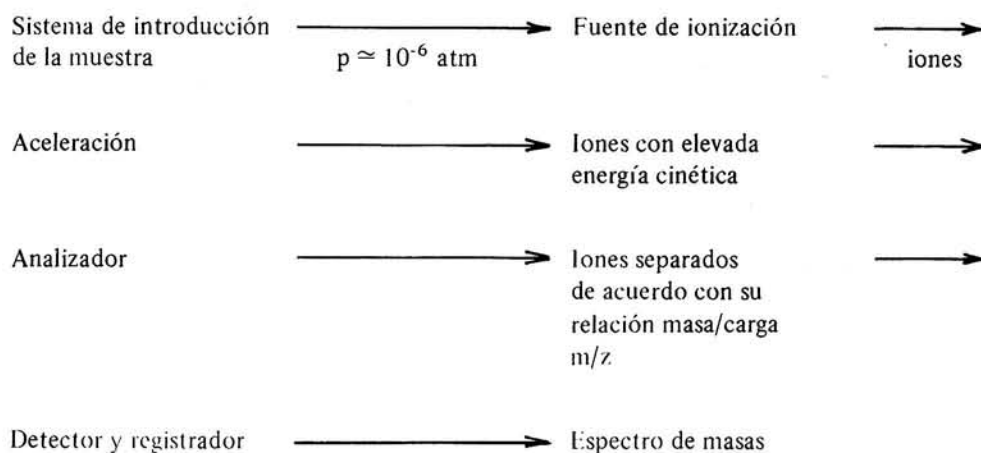 Sistema de introducción
de la muestra
p ≃ 10⁻⁶ atm
Fuente de ionización
iones
Aceleración
Iones con elevada
energía cinética
Analizador
Iones separados
de acuerdo con su
relación masa/carga
m/z
Detector y registrador
Espectro de masas